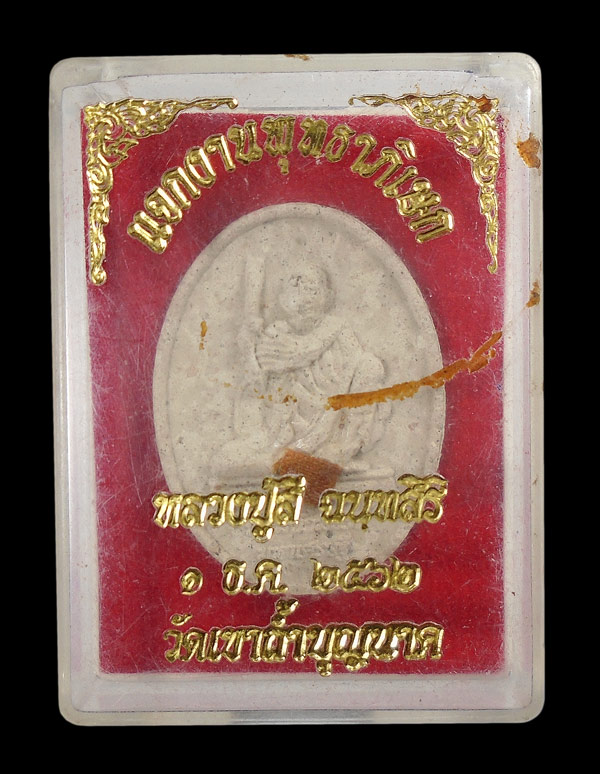 แจกงานพุทธาภิเษก
หลวงปู่สี ฉนฺทสิริ
๑ ธ.ค. ๒๕๖๒
วัดเขาถ้ำบุญนาค